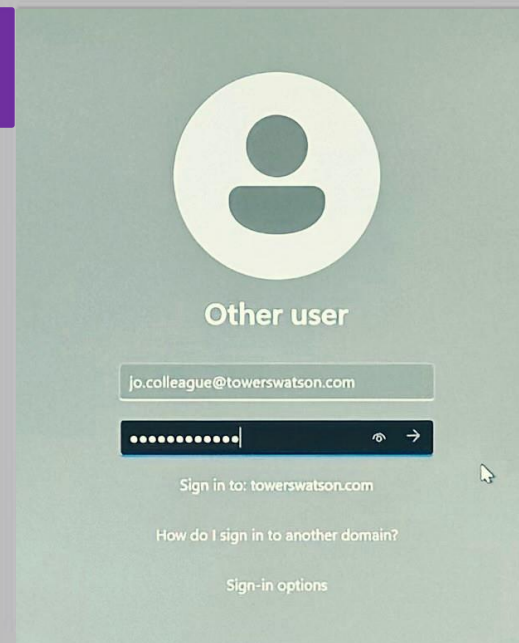 Other user
jo.colleague@towerswatson.com
●●●●●●●●●●●●
Sign in to: towerswatson.com
How do I sign in to another domain?
Sign-in options